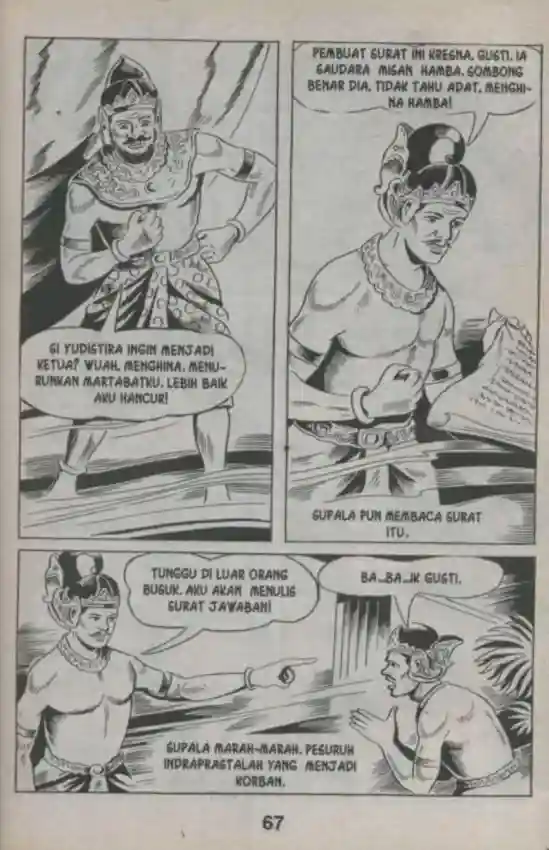 SI YUDISTIRA INGIN MENJADI
KETUA? WUAH. MENGHINA. MENU-
RUNKAN MARTABATKU. LEBIH BAIK
AKU HANCUR!
PEMBUAT SURAT INI KRESNA, GUSTI. IA
SAUDARA MISAN HAMBA. SOMBONG
BENAR DIA. TIDAK TAHU ADAT. MENGHI-
NA HAMBA!
SUPALA PUN MEMBACA SURAT
ITU.
TUNGGU DI LUAR ORANG
BUSUK. AKU AKAN MENULIS
SURAT JAWABAN!
BA...BA...IK GUSTI.
SUPALA MARAH-MARAH. PESURUH
INDRAPRASTALAH YANG MENJADI
KORBAN.
67